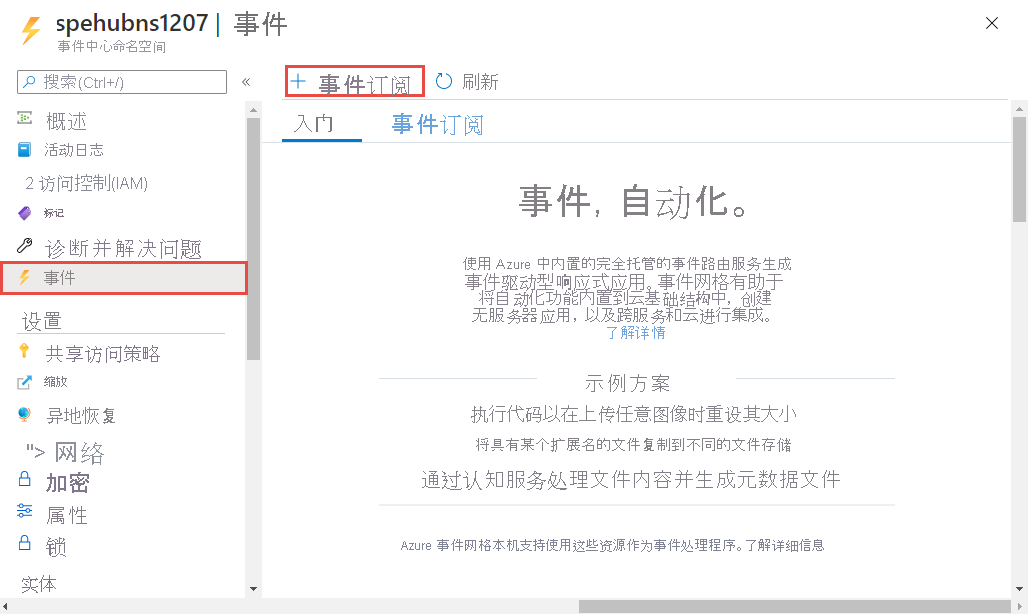 spehubns1207 | 事件
事件中心命名空间
搜索(Ctrl+/)
«
+ 事件订阅
刷新
概述
活动日志
2 访问控制(IAM)
标记
诊断并解决问题
事件
设置
共享访问策略
缩放
异地恢复
"> 网络
加密
属性
锁
实体
入门
事件订阅
事件, 自动化。
使用 Azure 中内置的完全托管的事件路由服务生成
事件驱动型响应式应用。事件网格有助于
将自动化功能内置到云基础结构中，创建
无服务器应用，以及跨服务和云进行集成。
了解详情
示例方案
执行代码以在上传任意图像时重设其大小
将具有某个扩展名的文件复制到不同的文件存储
通过认知服务处理文件内容并生成元数据文件
Azure 事件网格本机支持使用这些资源作为事件处理程序。了解详细信息